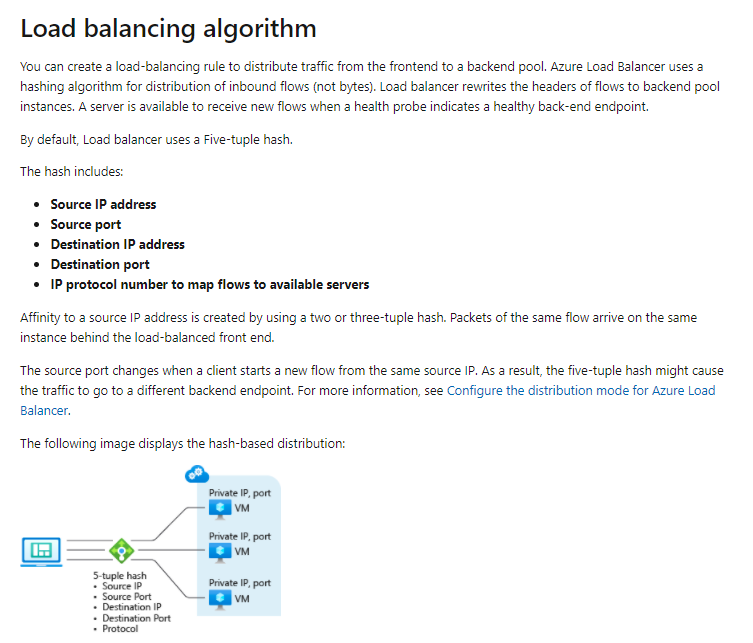 Load balancing algorithm
You can create a load-balancing rule to distribute traffic from the frontend to a backend pool. Azure Load Balancer uses a
hashing algorithm for distribution of inbound flows (not bytes). Load balancer rewrites the headers of flows to backend pool
instances. A server is available to receive new flows when a health probe indicates a healthy back-end endpoint.
By default, Load balancer uses a Five-tuple hash.
The hash includes:
• Source IP address
• Source port
• Destination IP address
• Destination port
• IP protocol number to map flows to available servers
Affinity to a source IP address is created by using a two or three-tuple hash. Packets of the same flow arrive on the same
instance behind the load-balanced front end.
The source port changes when a client starts a new flow from the same source IP. As a result, the five-tuple hash might cause
the traffic to go to a different backend endpoint. For more information, see Configure the distribution mode for Azure Load
Balancer.
The following image displays the hash-based distribution:
Private IP, port
VM
Private IP, port
VM
Private IP, port
VM
5-tuple hash
• Source IP
• Source Port
• Destination IP
• Destination Port
• Protocol